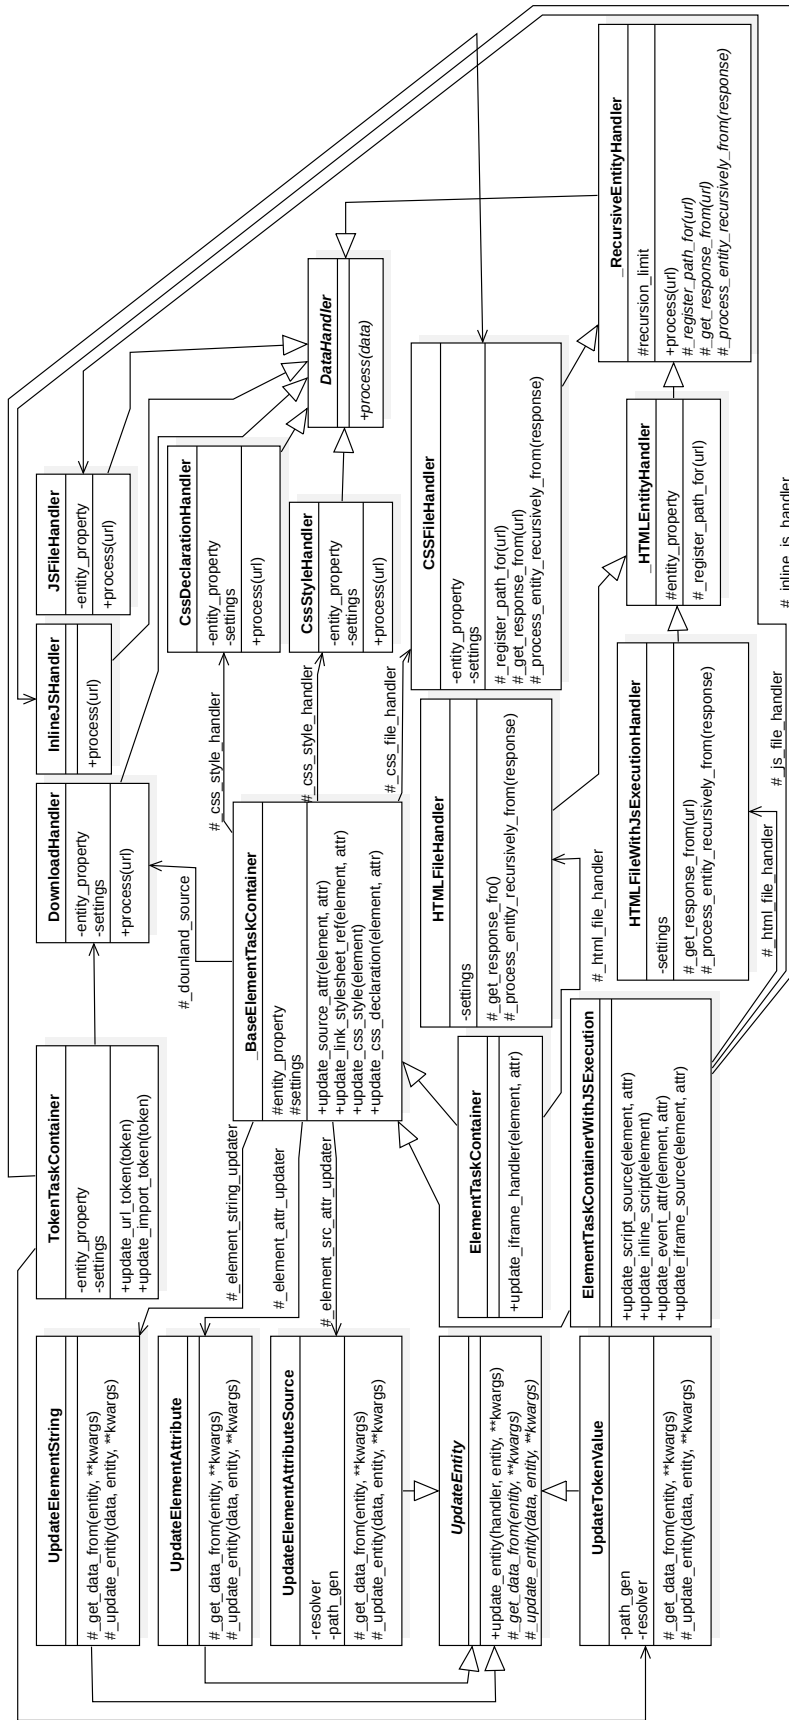 JSFileHandler
-entity_property
+process(url)
InlineJSHandler
+process(url)
DownloadHandler
-entity_property
-settings
+process(url)
TokenTaskContainer
-entity_property
-settings
+update_url_token(token)
+update_import_token(token)
UpdateElementString
#_get_data_from(entity, **kwargs)
#_update_entity(data, entity, **kwargs)
CssDeclarationHandler
-entity_property
-settings
+process(url)
#_css_style_handler
#_dounland_source
#_element_string_updater
UpdateElementAttribute
#_get_data_from(entity, **kwargs)
#_update_entity(data, entity, **kwargs)
DataHandler
+process(data)
CssStyleHandler
-entity_property
-settings
+process(url)
#_css_style_handler
_BaseElementTaskContainer
#entity_property
#settings
+update_source_attr(element, attr)
+update_link_stylesheet_ref(element, attr)
+update_css_style(element)
+update_css_declaration(element, attr)
#_element_attr_updater
#_element_src_attr_updater
UpdateElementAttributeSource
-resolver
-path_gen
#_get_data_from(entity, **kwargs)
#_update_entity(data, entity, **kwargs)
#_css_file_handler
CSSFileHandler
-entity_property
-settings
#_register_path_for(url)
#_get_response_from(url)
#_process_entity_recursively_from(response)
HTMLFileHandler
-settings
#_get_response_fro()
#_process_entity_recursively_from(response)
ElementTaskContainer
+update_iframe_handler(element, attr)
UpdateEntity
+update_entity(handler, entity, **kwargs)
#_get_data_from(entity, **kwargs)
#_update_entity(data, entity, **kwargs)
_RecursiveEntityHandler
#recursion_limit
+process(url)
#_register_path_for(url)
#_get_response_from(url)
#_process_entity_recursively_from(response)
_HTMLEntityHandler
#entity_property
#_register_path_for(url)
HTMLFileWithJsExecutionHandler
-settings
#_get_response_from(url)
#_process_entity_recursively_from(response)
#_html_file_handler
ElementTaskContainerWithJSExecution
+update_script_source(element, attr)
+update_inline_script(element)
+update_event_attr(element, attr)
+update_iframe_source(element, attr)
UpdateTokenValue
-path_gen
-resolver
#_get_data_from(entity, **kwargs)
#_update_entity(data, entity, **kwargs)
#_html_file_handler
#_js_file_handler
#_inline_js_handler